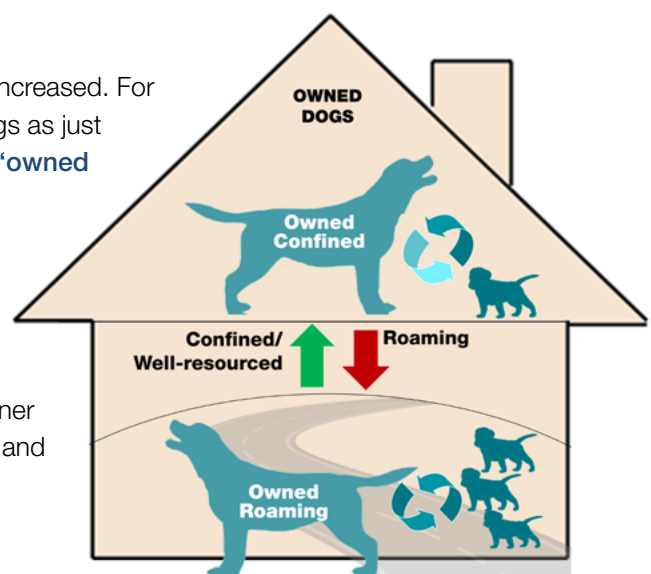 ncreased. For
gs as just
‘owned
ner
and
OWNED
DOGS
Owned
Confined
Confined/
Well-resourced
Roaming
Owned
Roaming